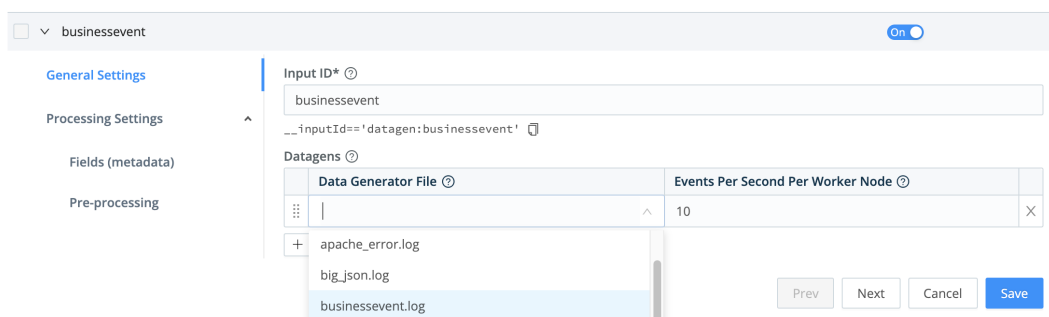 businessevent
On
General Settings
Processing Settings
Fields (metadata)
Pre-processing
Input ID*
businessevent
__inputId=='datagen:businessevent'
Datagens
Data Generator File
Events Per Second Per Worker Node
10
X
+
apache_error.log
big_json.log
businessevent.log
Prev
Next
Cancel
Save